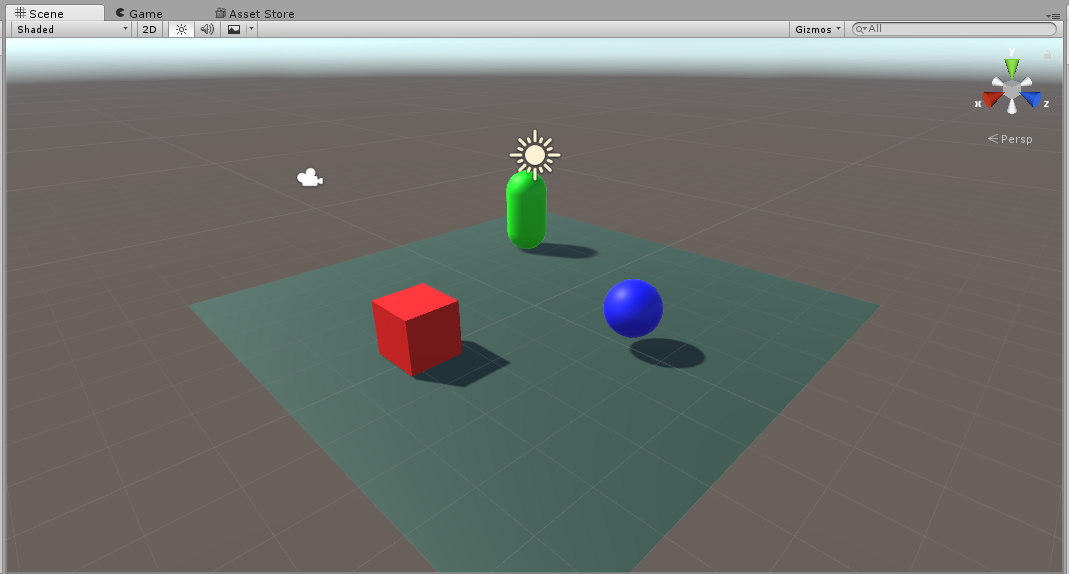 Scene Game Asset Store
Shaded 2D Gizmos All
y
x z
Persp